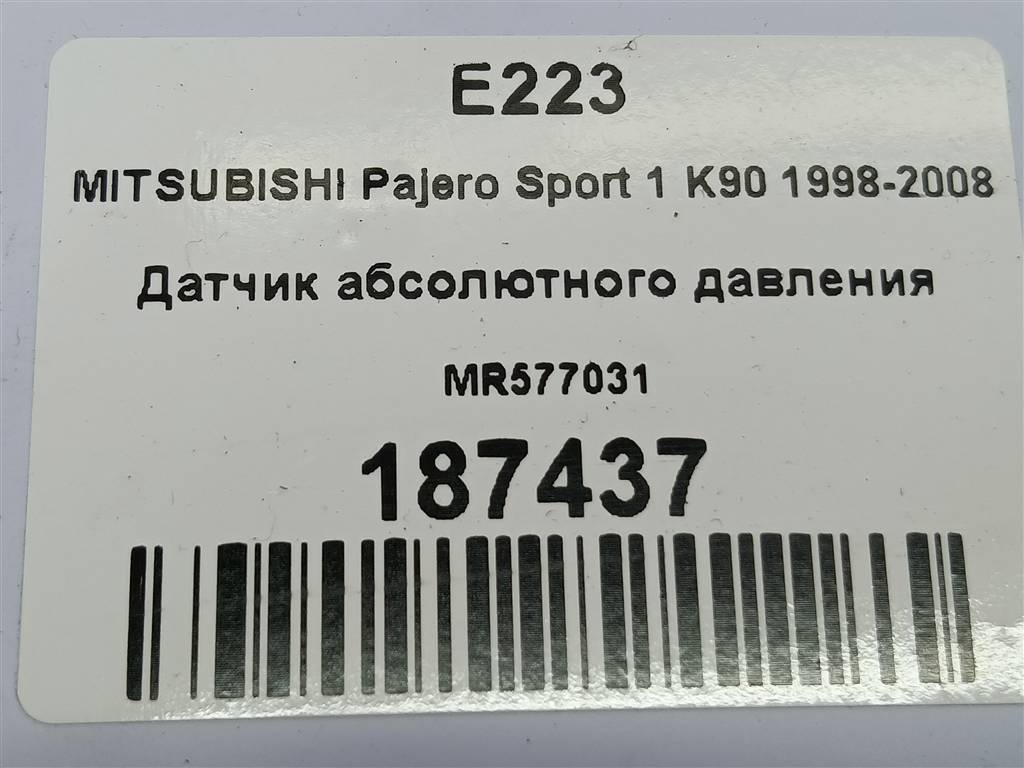 E223
MITSUBISHI Pajero Sport 1 K90 1998-2008
Датчик абсолютного давления
MR577031
187437